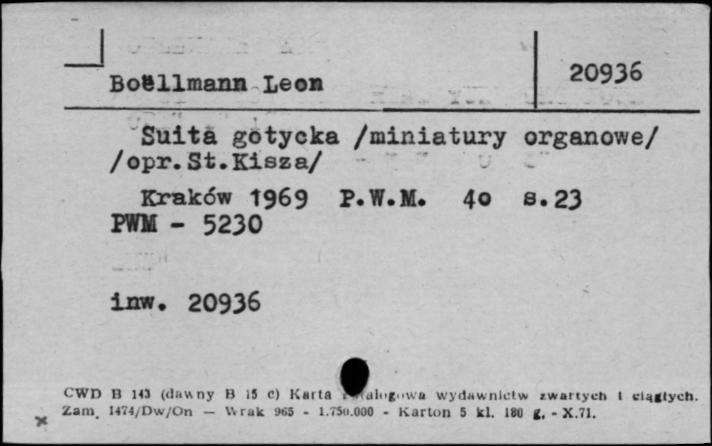 Boëllmann Leon 20936
Suita gotycka /miniatury organowe/
/opr.St.Kisza/
Kraków 1969 P.W.M. 4o s.23
PWM - 5230
inw. 20936
CWD B 143 (dawny B 15 c) Karta katalogowa wydawnictw zwartych i ciągłych.
Zam. 1474/Dw/On — Wrak 965 - 1.750.000 - Karton 5 kl. 180 g. - X.71.